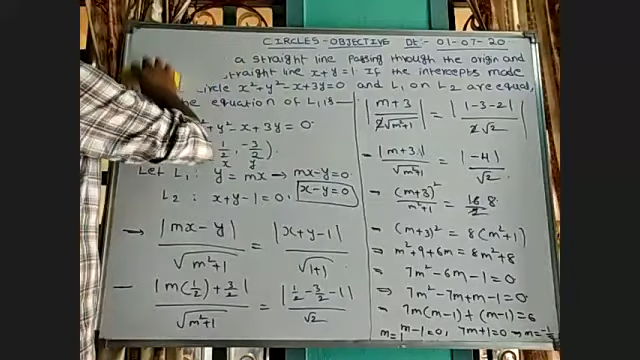 CIRCLES-OBJECTIVE Dt:- 01-07-20
a straight line passing through the origin and
straight line x+y=1. If the intercepts made
circle x²+y²-x+3y=0 and L₁ on L₂ are equal,
the equation of L₁ is—
+y²-x+3y=0.
1/2, -3/2).
x y
Let L₁: y=mx → mx-y=0.
L₂: x+y-1=0. x-y=0
→ |mx-y|/√(m²+1) = |x+y-1|/√(1+1)
— |m(1/2)+3/2|/√(m²+1) = |1/2-3/2-1|/√2
|m+3|/2√(m²+1) = |1-3-2|/2√2
- |m+3|/√(m²+1) = |-4|/√2
→ (m+3)²/(m²+1) = 16/2 8
- (m+3)² = 8(m²+1)
⇒ m²+9+6m = 8m²+8
⇒ 7m²-6m-1=0
⇒ 7m²-7m+m-1=0
⇒ 7m(m-1)+(m-1)=0
m-1=0, 7m+1=0 ⇒ m=-1/7
m=1